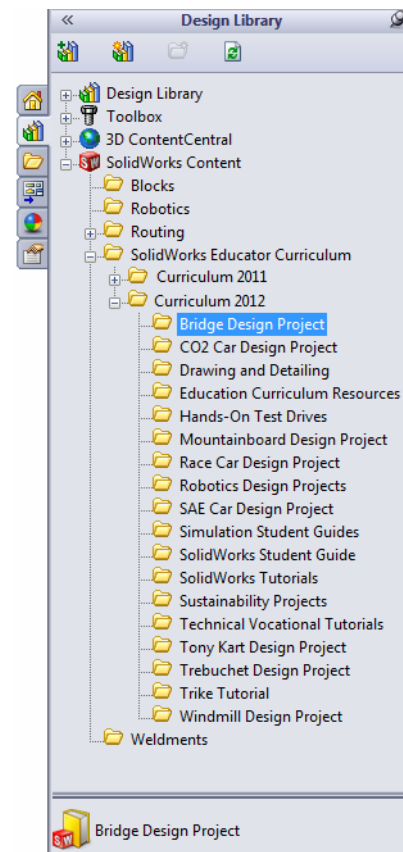 Design Library
Design Library
Toolbox
3D ContentCentral
SolidWorks Content
Blocks
Robotics
Routing
SolidWorks Educator Curriculum
Curriculum 2011
Curriculum 2012
Bridge Design Project
CO2 Car Design Project
Drawing and Detailing
Education Curriculum Resources
Hands-On Test Drives
Mountainboard Design Project
Race Car Design Project
Robotics Design Projects
SAE Car Design Project
Simulation Student Guides
SolidWorks Student Guide
SolidWorks Tutorials
Sustainability Projects
Technical Vocational Tutorials
Tony Kart Design Project
Trebuchet Design Project
Trike Tutorial
Windmill Design Project
Weldments
Bridge Design Project